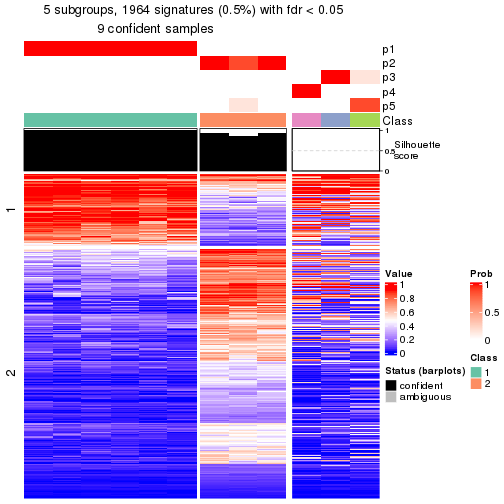 5 subgroups, 1964 signatures (0.5%) with fdr < 0.05
9 confident samples
p1
p2
p3
p4
p5
Class
1
0.5
0
Silhouette
score
1
2
Value
1
0.8
0.6
0.4
0.2
0
Status (barplots)
confident
ambiguous
Prob
1
0.5
0
Class
1
2